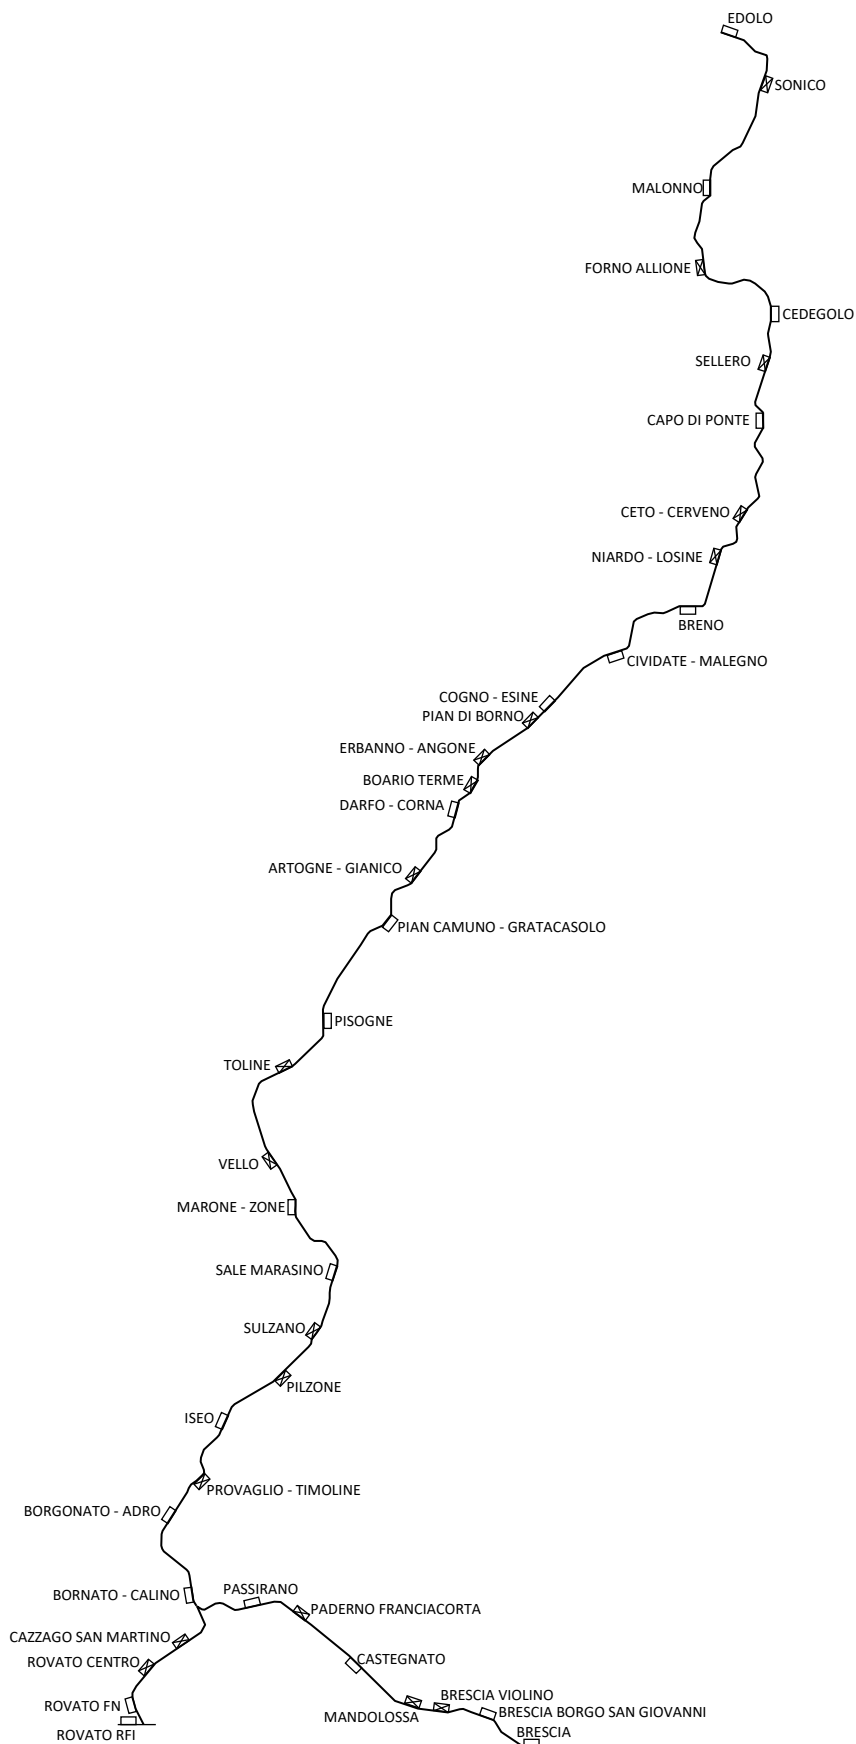 EDOLO
SONICO
MALONNO
FORNO ALLIONE
CEDEGOLO
SELLERO
CAPO DI PONTE
CETO - CERVENO
NIARDO - LOSINE
BRENO
CIVIDATE - MALEGNO
COGNO - ESINE
PIAN DI BORNO
ERBANNO - ANGONE
BOARIO TERME
DARFO - CORNA
ARTOGNE - GIANICO
PIAN CAMUNO - GRATACASOLO
PISOGNE
TOLINE
VELLO
MARONE - ZONE
SALE MARASINO
SULZANO
PILZONE
ISEO
PROVAGLIO - TIMOLINE
BORGONATO - ADRO
BORNATO - CALINO
PASSIRANO
PADERNO FRANCIACORTA
CAZZAGO SAN MARTINO
ROVATO CENTRO
CASTEGNATO
BRESCIA VIOLINO
ROVATO FN
BRESCIA BORGO SAN GIOVANNI
MANDOLOSSA
BRESCIA
ROVATO RFI